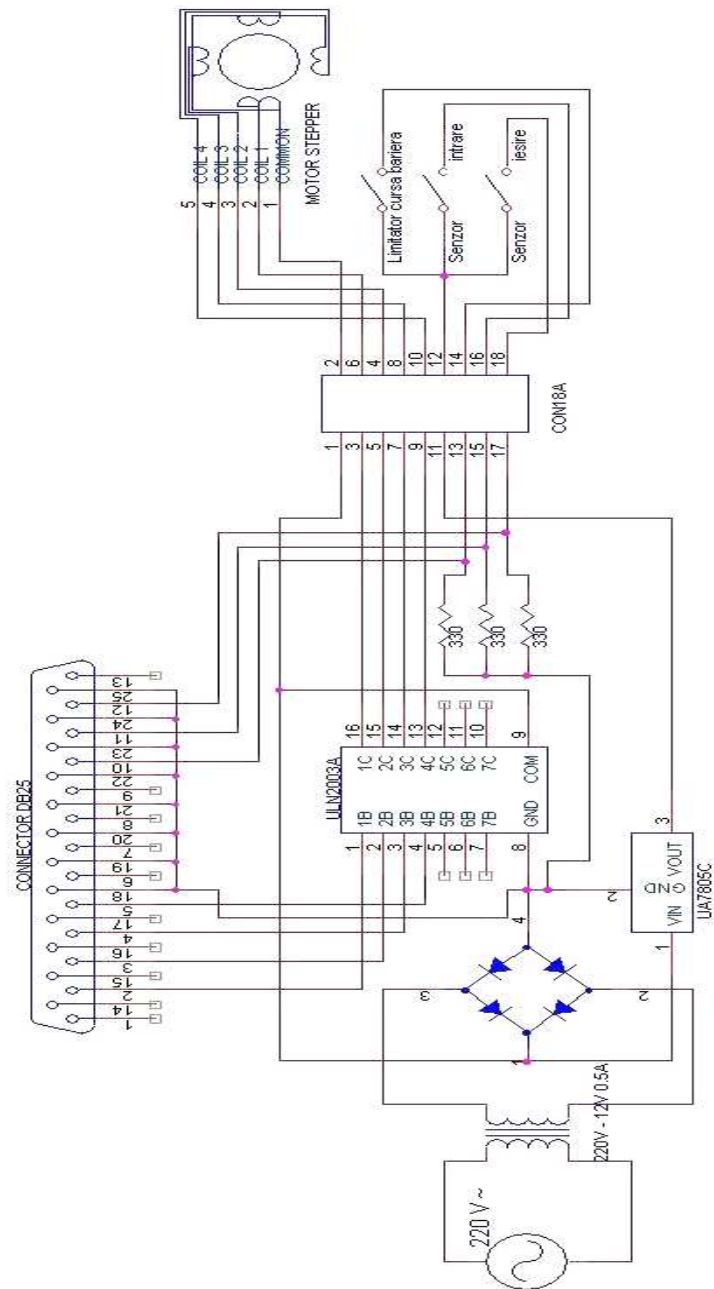 CONNECTOR DB25
1
14
2
15
3
16
4
17
5
18
6
19
7
20
8
21
9
22
10
23
11
24
12
25
13
220 V ~
220V - 12V 0.5A
1
2
3
4
ULN2003A
1
2
3
4
5
6
7
8
1B
2B
3B
4B
5B
6B
7B
GND
1C
2C
3C
4C
5C
6C
7C
COM
16
15
14
13
12
11
10
9
UA7805C
VIN
GND
VOUT
1
2
3
330
330
330
CON18A
1
3
5
7
9
11
13
15
17
2
6
4
8
10
12
14
16
18
MOTOR STEPPER
5
4
3
2
1
COIL 4
COIL 3
COIL 2
COIL 1
COMMON
Limitator cursa bariera
Senzor intrare
Senzor iesire